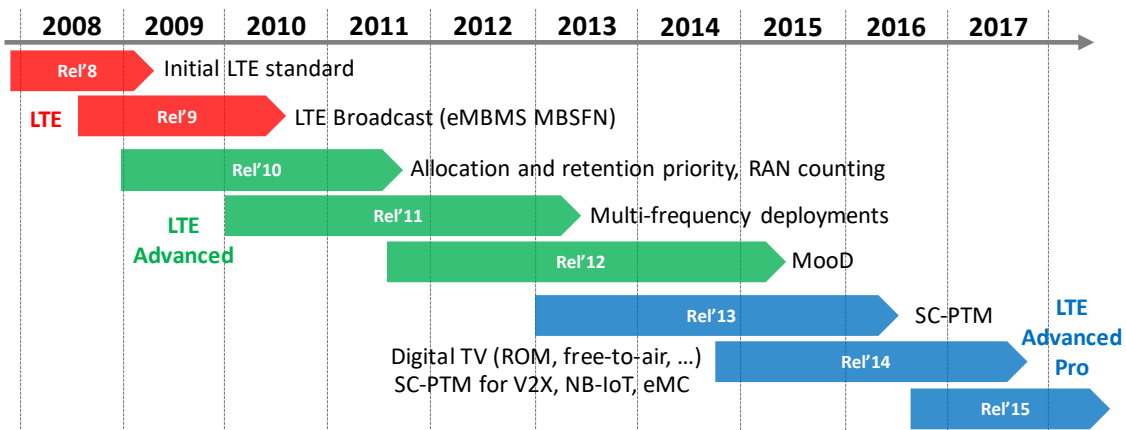 2008 2009 2010 2011 2012 2013 2014 2015 2016 2017
Rel'8 Initial LTE standard
LTE Rel'9 LTE Broadcast (eMBMS MBSFN)
Rel'10 Allocation and retention priority, RAN counting
Rel'11 Multi-frequency deployments
LTE
Advanced
Rel'12 MooD
Rel'13 SC-PTM
LTE
Advanced
Pro
Digital TV (ROM, free-to-air, …)
SC-PTM for V2X, NB-IoT, eMC
Rel'14
Rel'15